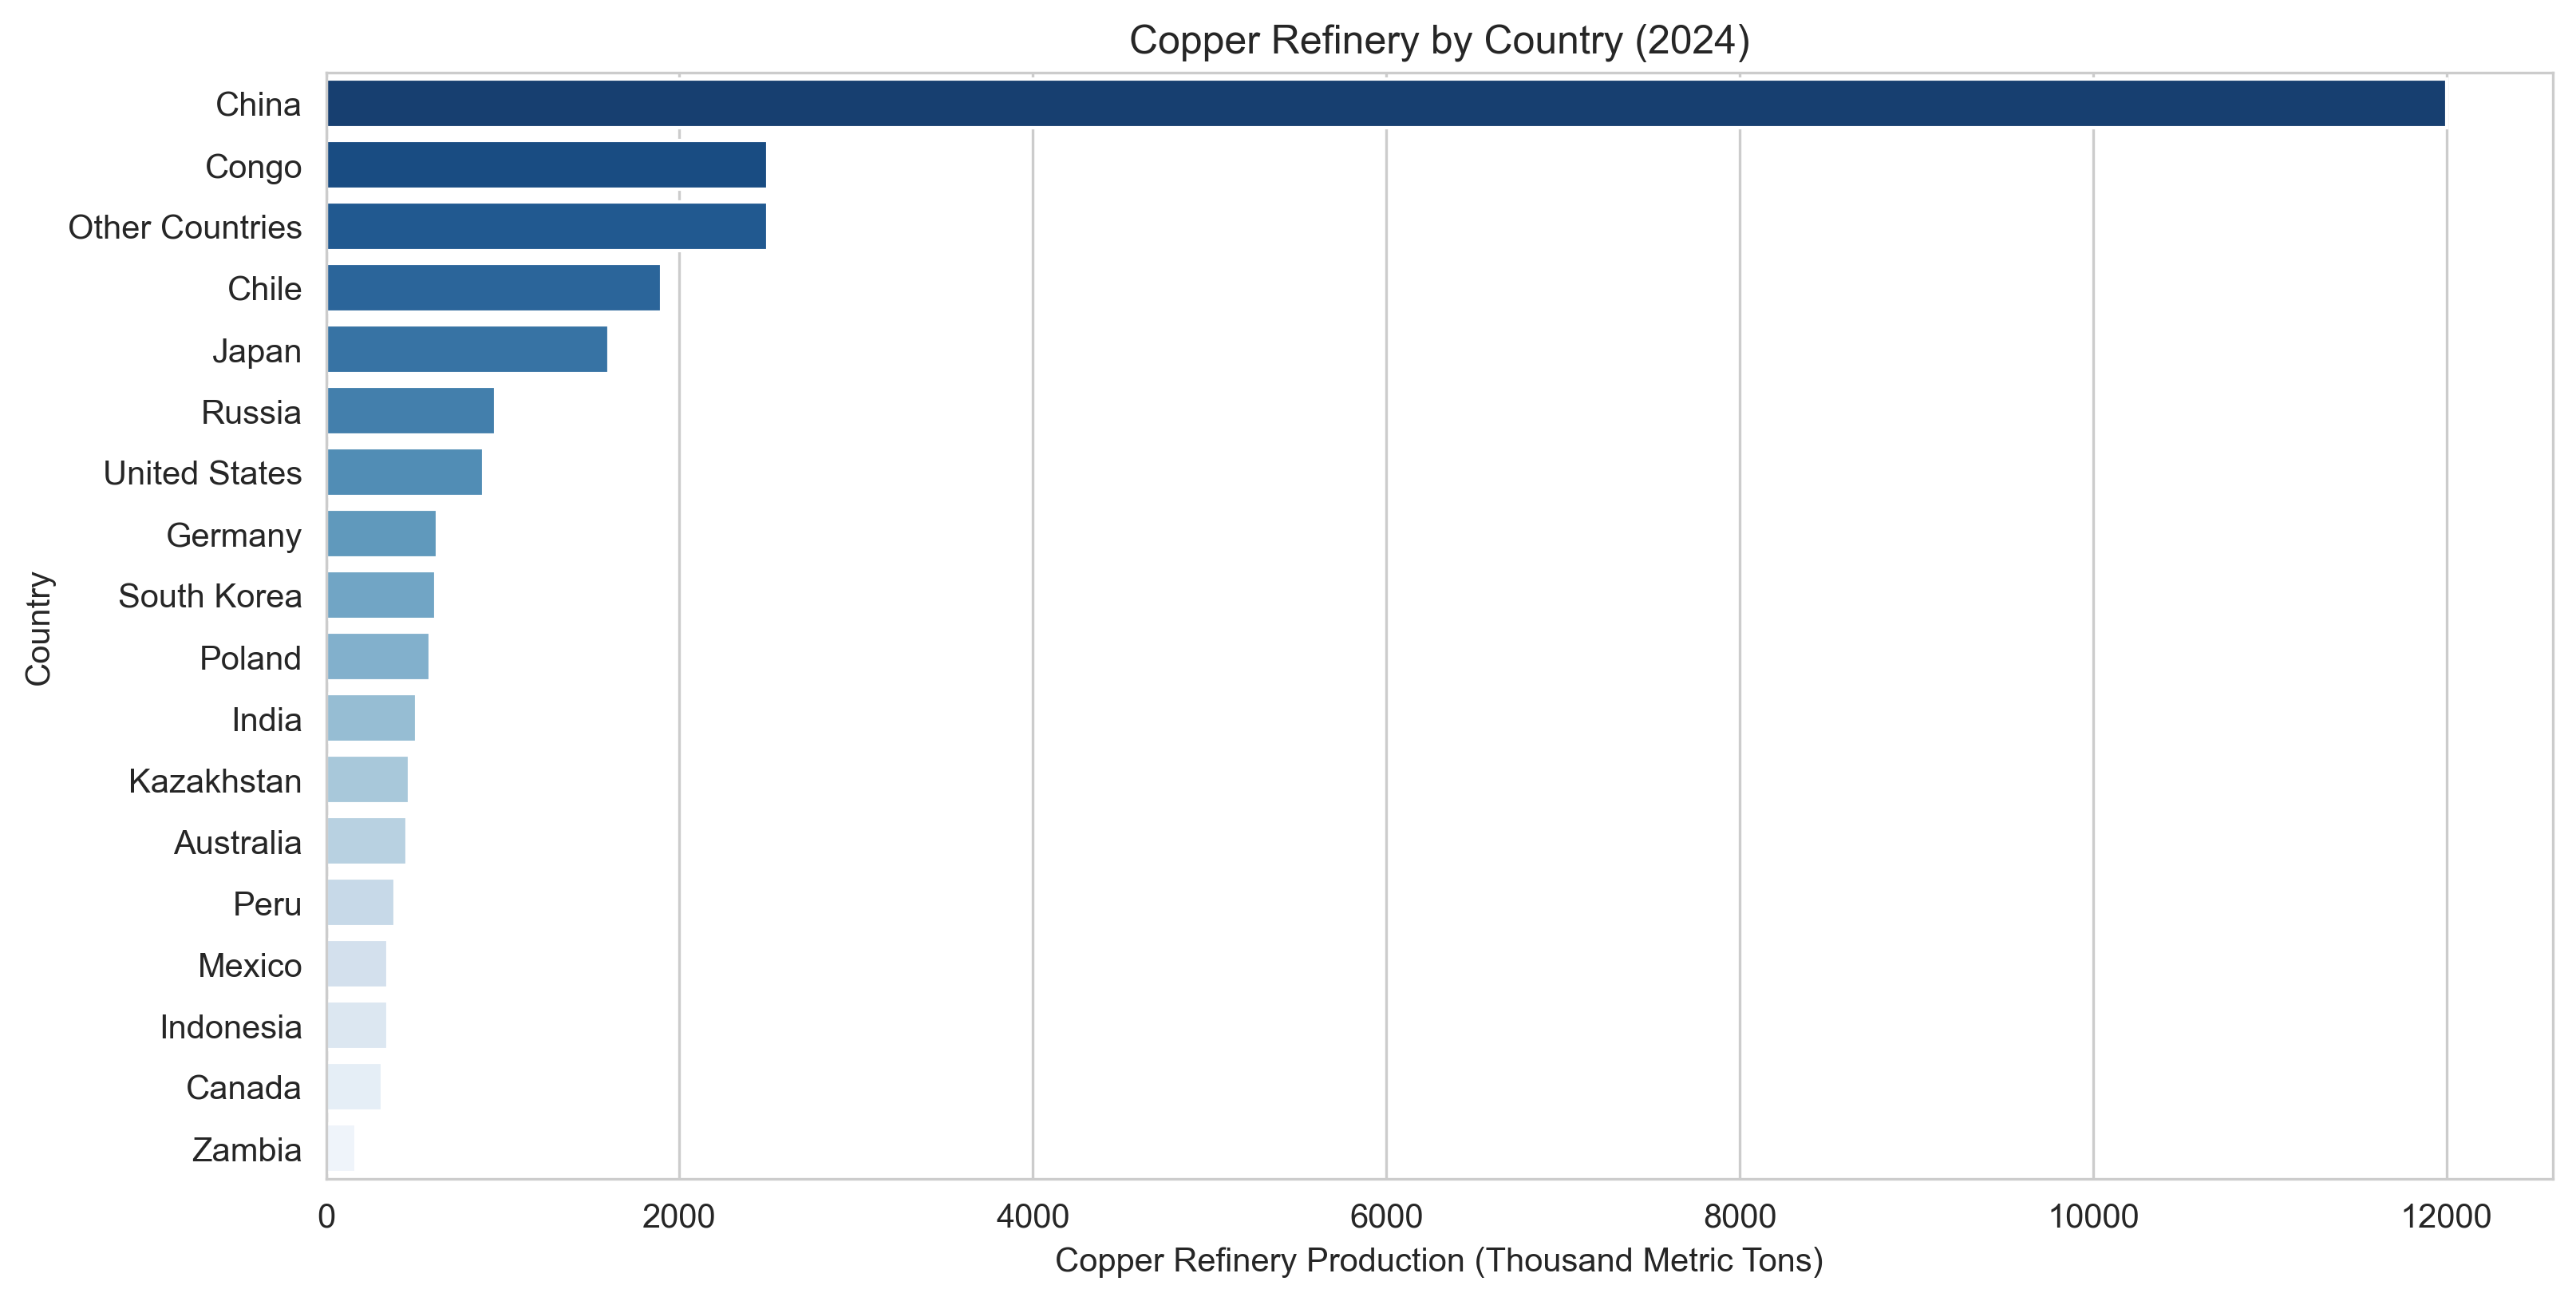 Copper Refinery by Country (2024)
China
Congo
Other Countries
Chile
Japan
Russia
United States
Germany
South Korea
Poland
India
Kazakhstan
Australia
Peru
Mexico
Indonesia
Canada
Zambia
Country
0 2000 4000 6000 8000 10000 12000
Copper Refinery Production (Thousand Metric Tons)